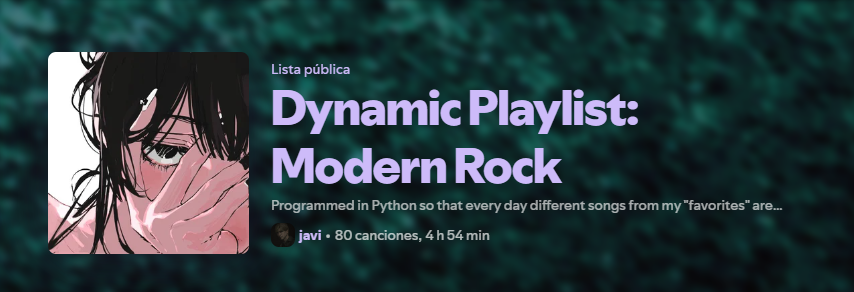 Lista pública
Dynamic Playlist:
Modern Rock
Programmed in Python so that every day different songs from my "favorites" are...
javi • 80 canciones, 4 h 54 min